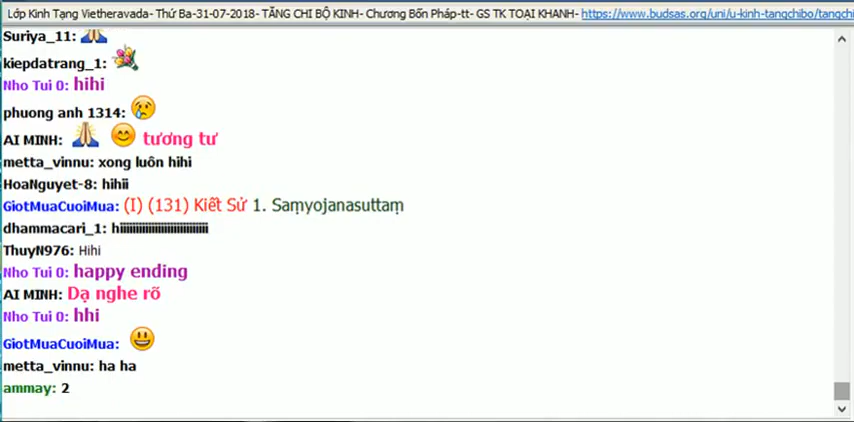 Lớp Kinh Tạng Vietheravada- Thứ Ba-31-07-2018- TĂNG CHI BỘ KINH- Chương Bốn Pháp-tt- GS TK TOẠI KHANH- https://www.budsas.org/uni/u-kinh-tangchibo/tangchi
Suriya_11:
kiepdatrang_1:
Nho Tui 0: hihi
phuong anh 1314:
AI MINH: tương tư
metta_vinnu: xong luôn hihi
HoaNguyet-8: hihii
GiotMuaCuoiMua: (I) (131) Kiết Sử 1. Saṃyojanasuttaṃ
dhammacari_1: hiiiiiiiiiiiiiiiiiiiiiiiiiii
ThuyN976: Hihi
Nho Tui 0: happy ending
AI MINH: Dạ nghe rõ
Nho Tui 0: hhi
GiotMuaCuoiMua:
metta_vinnu: ha ha
ammay: 2